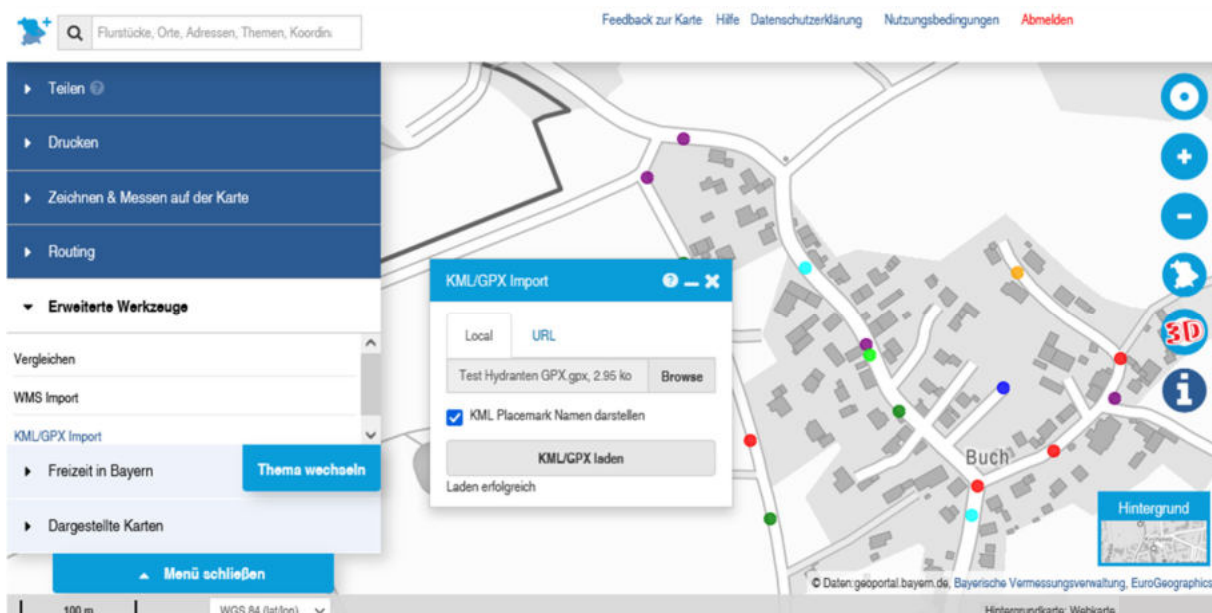 Flurstücke, Orte, Adressen, Themen, Koordin
Feedback zur Karte Hilfe Datenschutzerklärung Nutzungsbedingungen Abmelden
Teilen
Drucken
Zeichnen & Messen auf der Karte
Routing
Erweiterte Werkzeuge
Vergleichen
WMS Import
KML/GPX Import
Freizeit in Bayern
Thema wechseln
Dargestellte Karten
Menü schließen
KML/GPX Import
Local URL
Test Hydranten GPX.gpx, 2.95 ko Browse
KML Placemark Namen darstellen
KML/GPX laden
Laden erfolgreich
3D
Buch
Hintergrund
© Daten:geoportal.bayern.de, Bayerische Vermessungsverwaltung, EuroGeographics
100 m
WGS 84 (lat/lon)
Hintergrundkarte: Webkarte